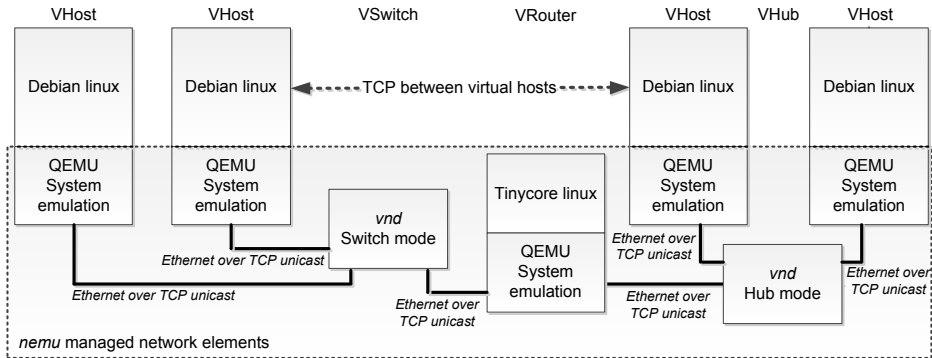 VHost
VHost
VSwitch
VRouter
VHost
VHub
VHost
Debian linux
Debian linux
TCP between virtual hosts
Debian linux
Debian linux
QEMU
System
emulation
QEMU
System
emulation
Tinycore linux
QEMU
System
emulation
QEMU
System
emulation
vnd
Switch mode
QEMU
System
emulation
vnd
Hub mode
Ethernet over TCP unicast
Ethernet over TCP unicast
Ethernet over
TCP unicast
Ethernet over
TCP unicast
Ethernet over
TCP unicast
Ethernet over
TCP unicast
nemu managed network elements